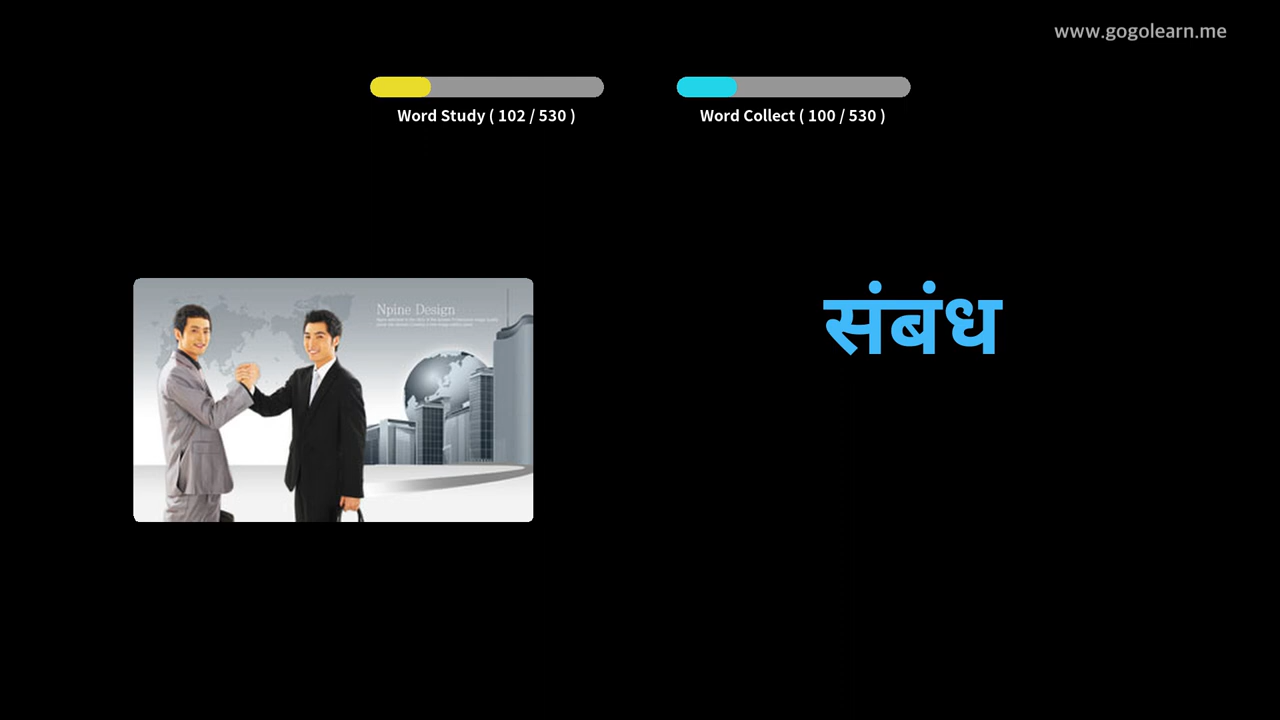 www.gogolearn.me
Word Study ( 102 / 530 )
Word Collect ( 100 / 530 )
Npine Design
संबंध